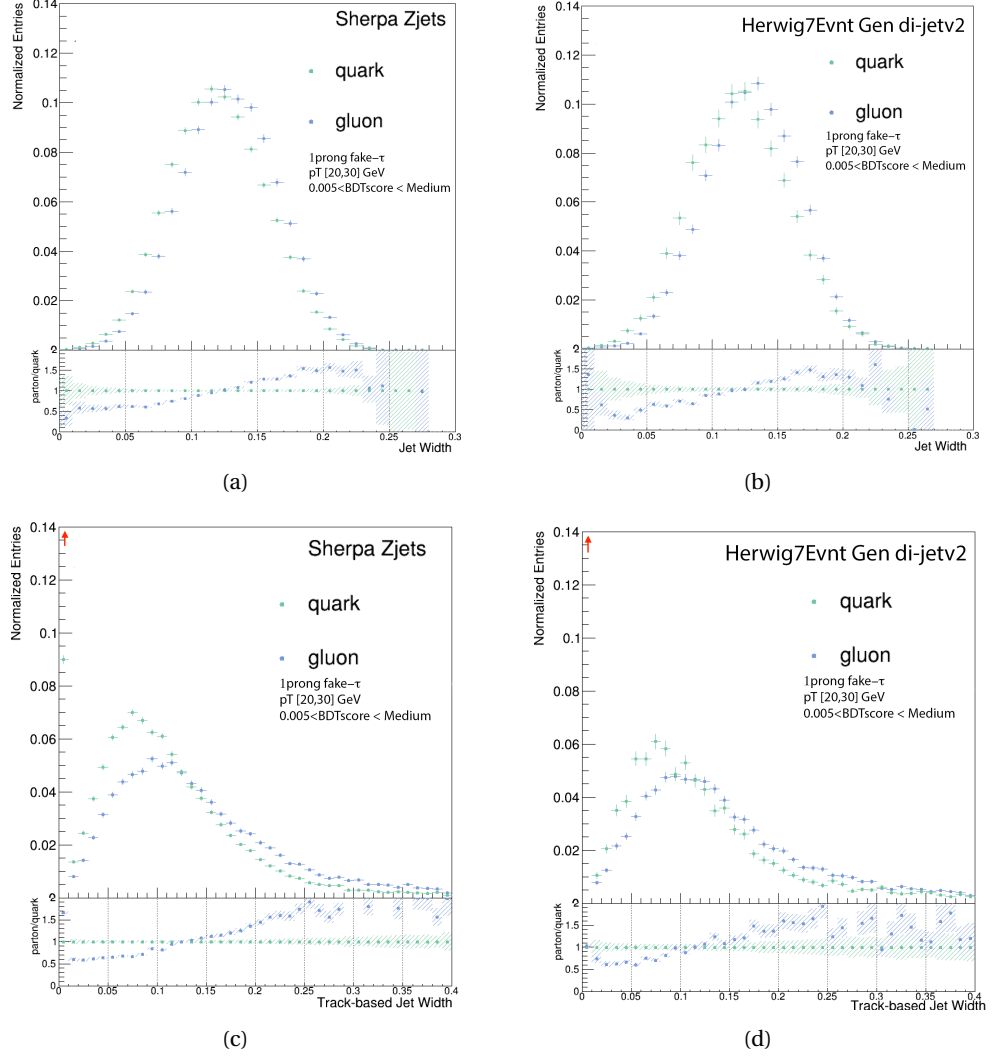 Sherpa Zjets
quark
gluon
1prong fake–τ
pT [20,30] GeV
0.005<BDTscore < Medium
Normalized Entries
0.14
0.12
0.1
0.08
0.06
0.04
0.02
parton/quark
2
1.5
1
0.5
0
0 0.05 0.1 0.15 0.2 0.25 0.3
Jet Width
(a)
Herwig7Evnt Gen di-jetv2
quark
gluon
1prong fake–τ
pT [20,30] GeV
0.005<BDTscore < Medium
Normalized Entries
0.14
0.12
0.1
0.08
0.06
0.04
0.02
parton/quark
2
1.5
1
0.5
0
0 0.05 0.1 0.15 0.2 0.25 0.3
Jet Width
(b)
Sherpa Zjets
quark
gluon
1prong fake–τ
pT [20,30] GeV
0.005<BDTscore < Medium
Normalized Entries
0.14
0.12
0.1
0.08
0.06
0.04
0.02
parton/quark
2
1.5
1
0.5
0
0 0.05 0.1 0.15 0.2 0.25 0.3 0.35 0.4
Track-based Jet Width
(c)
Herwig7Evnt Gen di-jetv2
quark
gluon
1prong fake–τ
pT [20,30] GeV
0.005<BDTscore < Medium
Normalized Entries
0.14
0.12
0.1
0.08
0.06
0.04
0.02
parton/quark
2
1.5
1
0.5
0
0 0.05 0.1 0.15 0.2 0.25 0.3 0.35 0.4
Track-based Jet Width
(d)